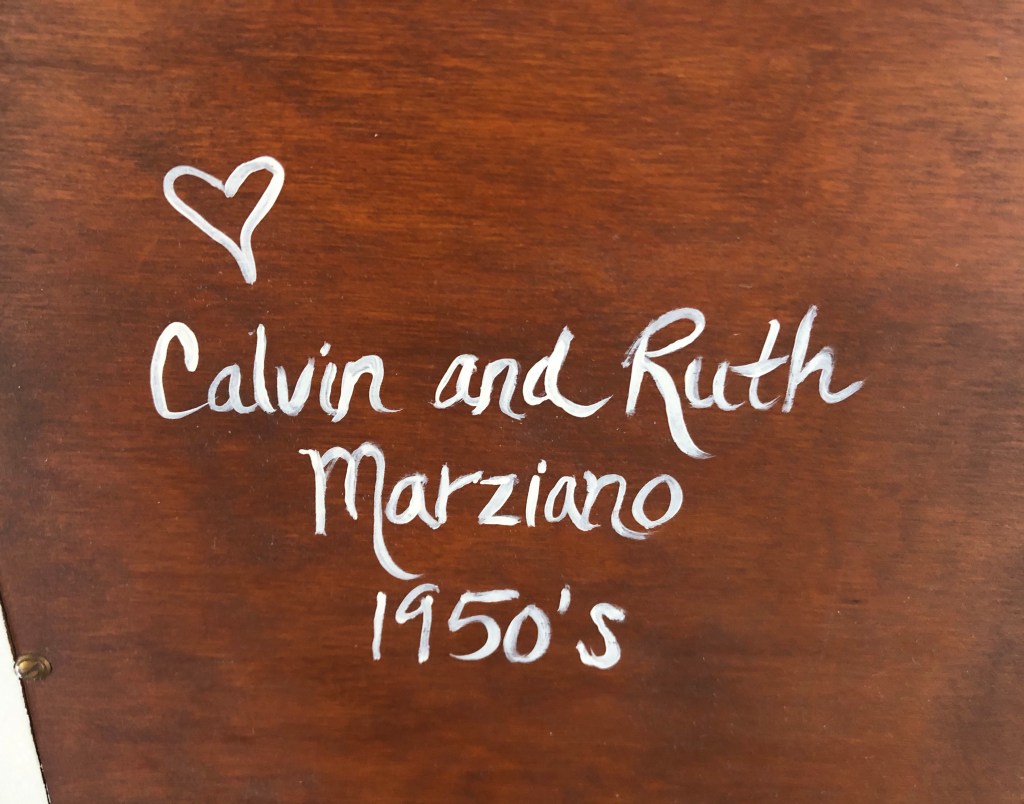 Calvin and Ruth
Marziano
1950's